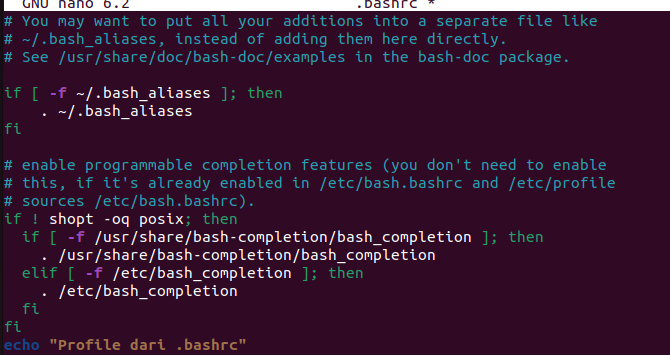 GNU nano 6.2 .bashrc *
# You may want to put all your additions into a separate file like
# ~/.bash_aliases, instead of adding them here directly.
# See /usr/share/doc/bash-doc/examples in the bash-doc package.
if [ -f ~/.bash_aliases ]; then
    . ~/.bash_aliases
fi
# enable programmable completion features (you don't need to enable
# this, if it's already enabled in /etc/bash.bashrc and /etc/profile
# sources /etc/bash.bashrc).
if ! shopt -oq posix; then
  if [ -f /usr/share/bash-completion/bash_completion ]; then
    . /usr/share/bash-completion/bash_completion
  elif [ -f /etc/bash_completion ]; then
    . /etc/bash_completion
  fi
fi
echo "Profile dari .bashrc"